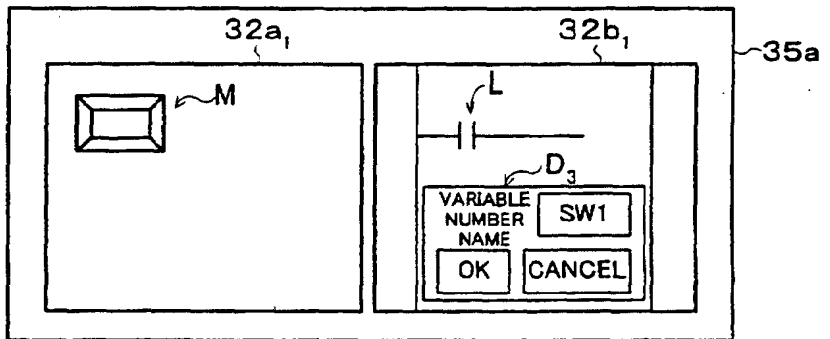 32a₁ 32b₁
35a
M
L
D₃
VARIABLE
NUMBER
NAME
SW1
OK CANCEL